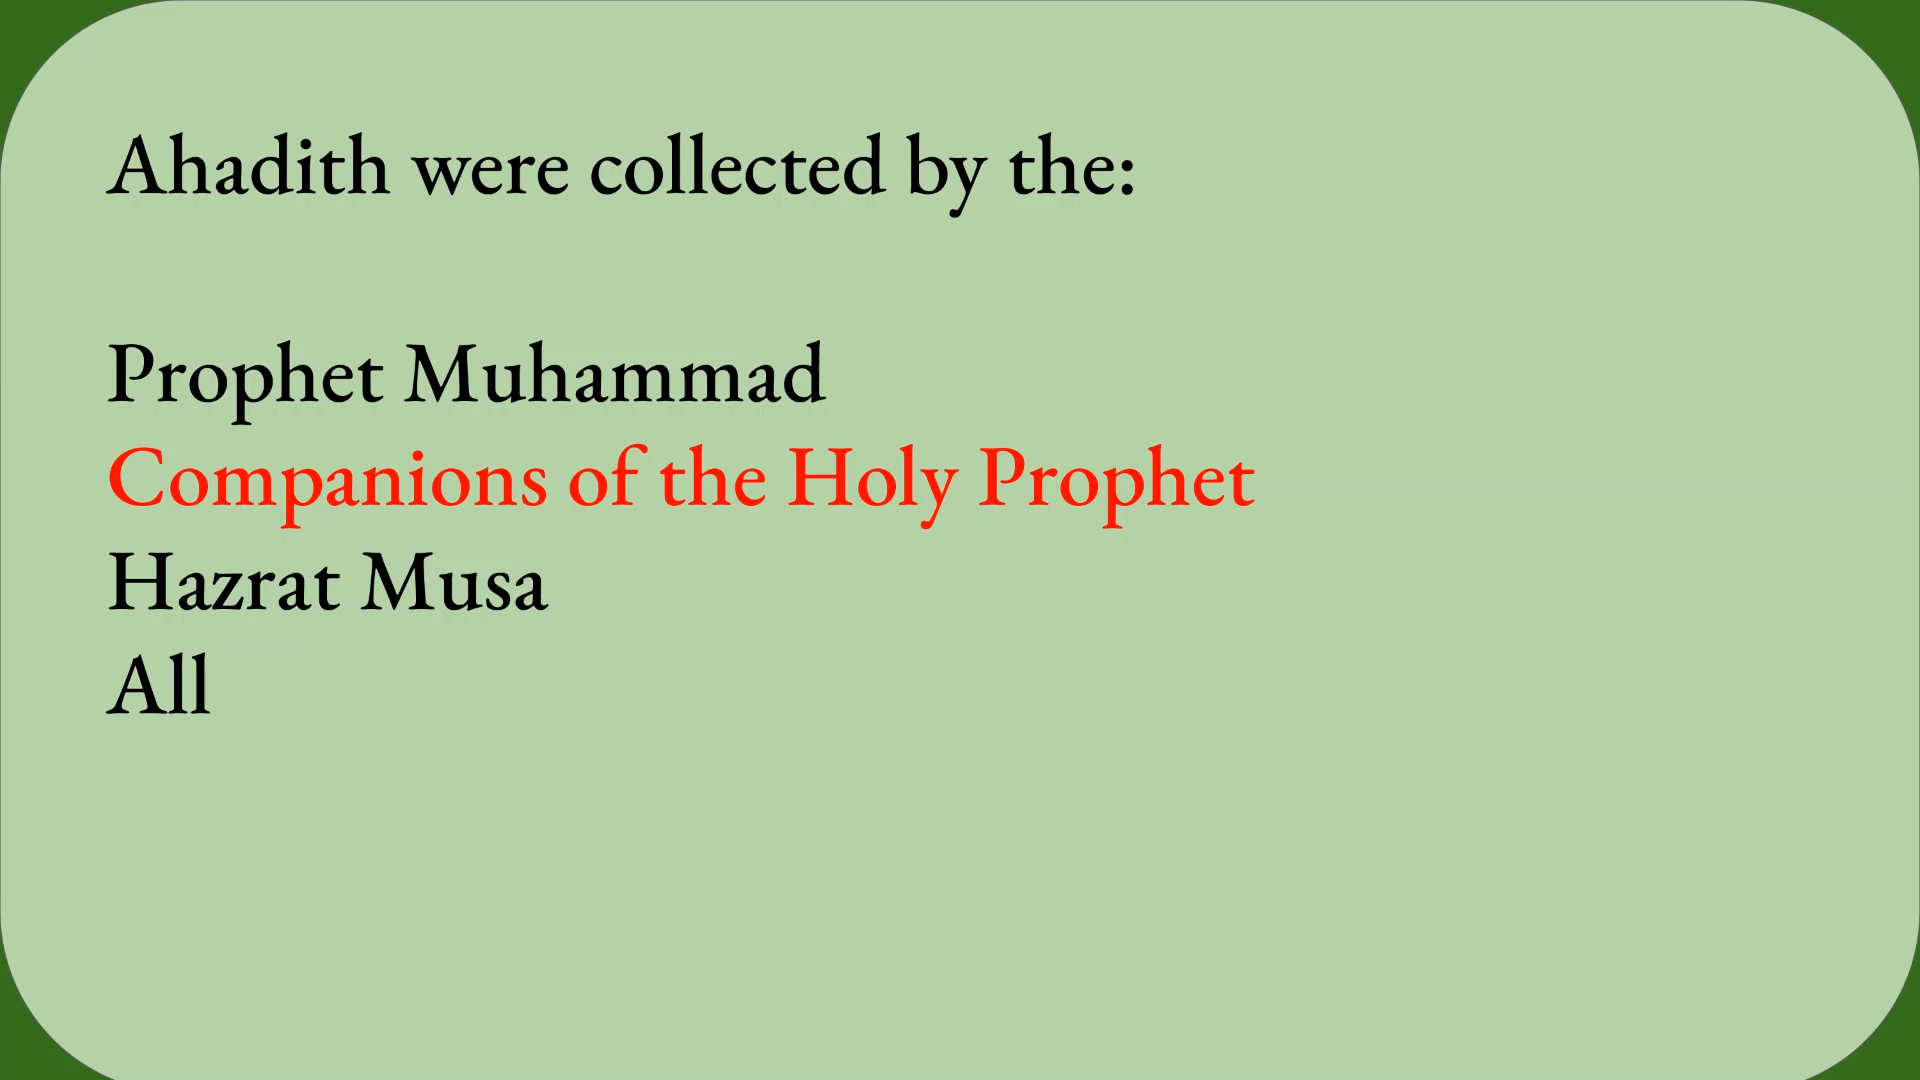 Ahadith were collected by the:
Prophet Muhammad
Companions of the Holy Prophet
Hazrat Musa
All